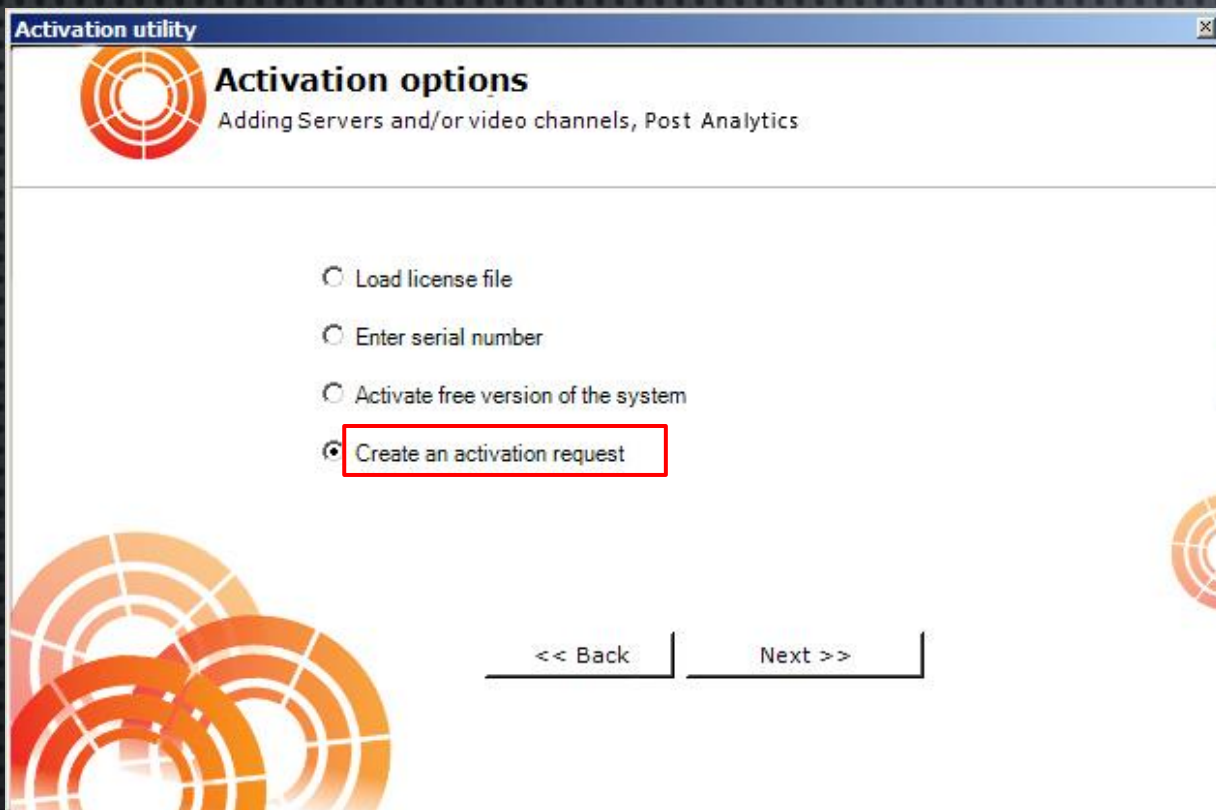 Activation utility
Activation options
Adding Servers and/or video channels, Post Analytics
Load license file
Enter serial number
Activate free version of the system
Create an activation request
<< Back
Next >>